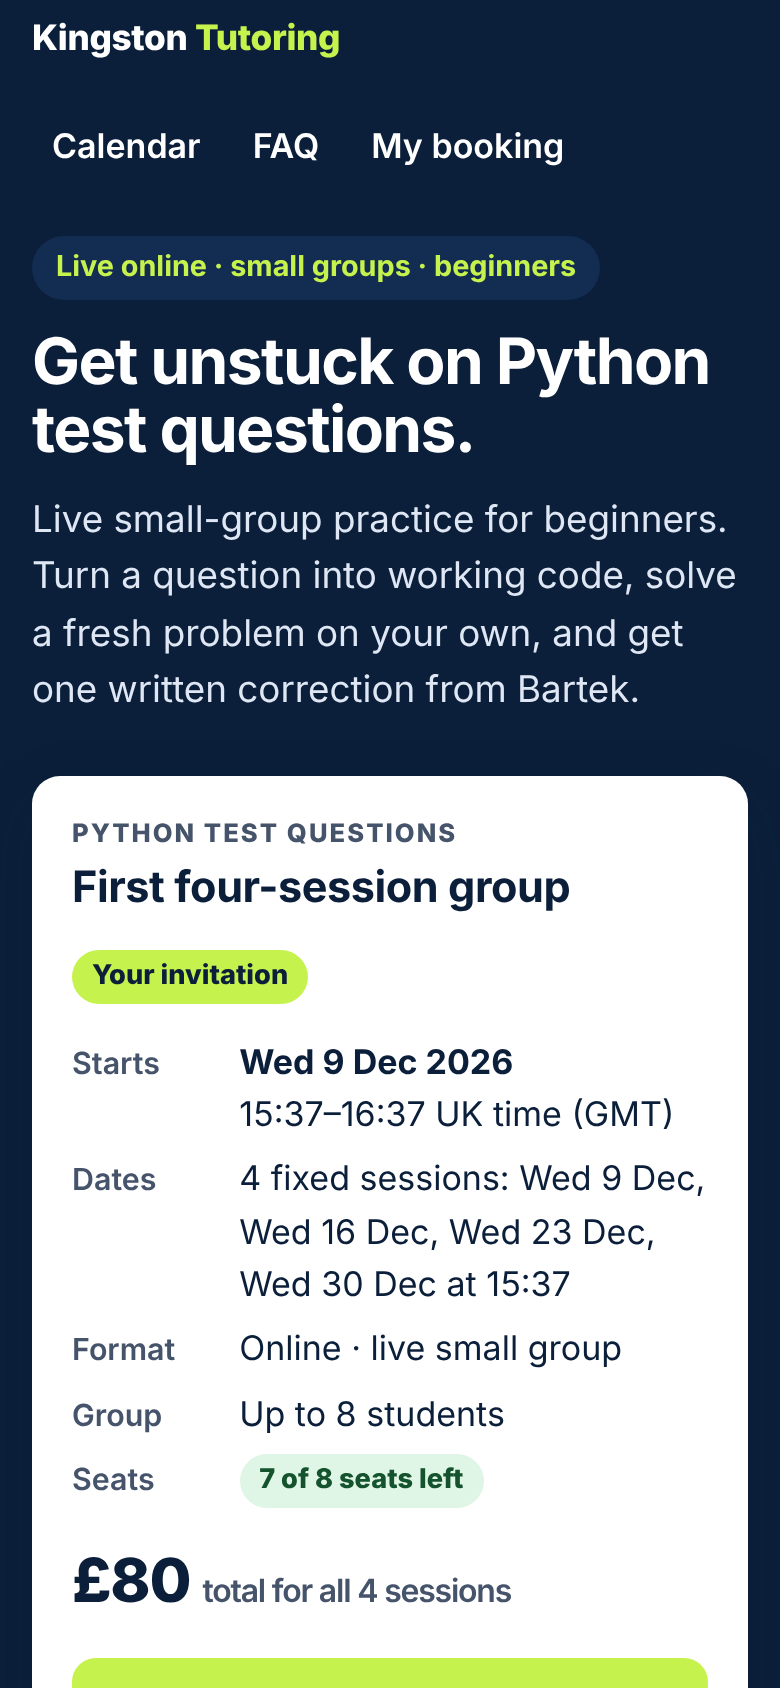 Kingston Tutoring
Calendar FAQ My booking
Live online · small groups · beginners
Get unstuck on Python
test questions.
Live small-group practice for beginners.
Turn a question into working code, solve
a fresh problem on your own, and get
one written correction from Bartek.
PYTHON TEST QUESTIONS
First four-session group
Your invitation
Starts Wed 9 Dec 2026
15:37–16:37 UK time (GMT)
Dates 4 fixed sessions: Wed 9 Dec,
Wed 16 Dec, Wed 23 Dec,
Wed 30 Dec at 15:37
Format Online · live small group
Group Up to 8 students
Seats 7 of 8 seats left
£80 total for all 4 sessions